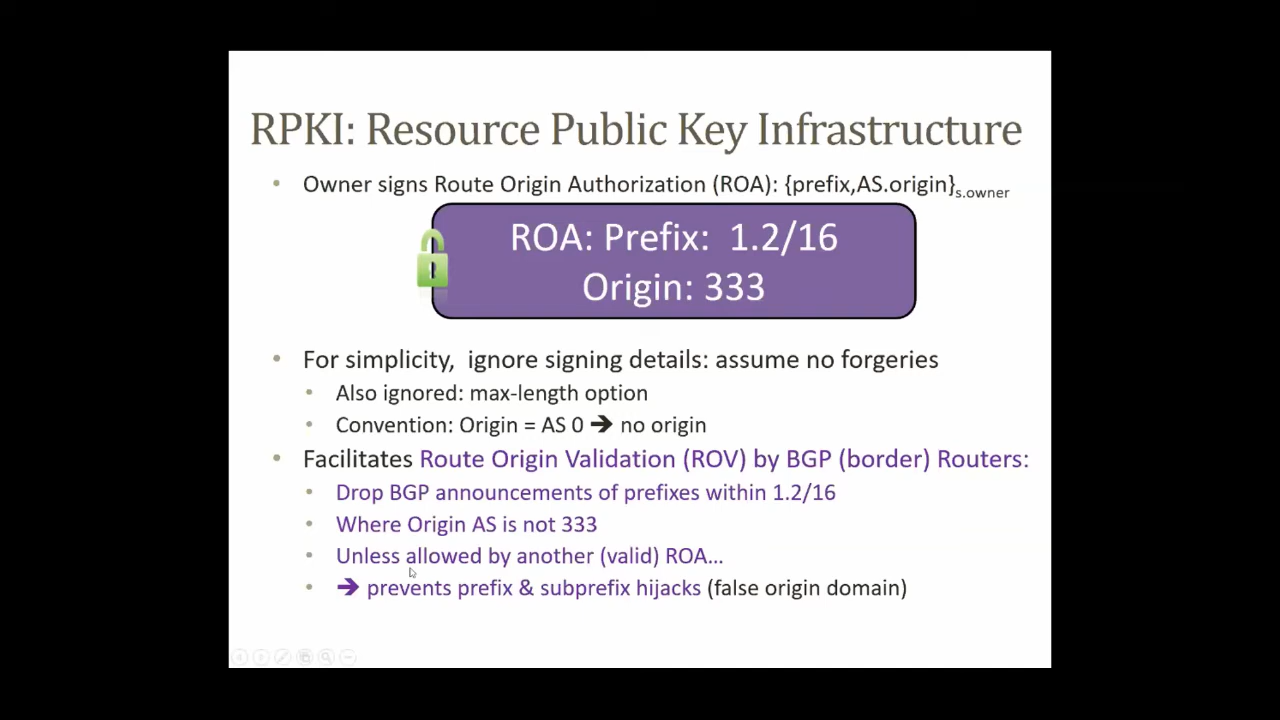 RPKI: Resource Public Key Infrastructure
• Owner signs Route Origin Authorization (ROA): {prefix,AS.origin}s.owner
ROA: Prefix:  1.2/16
Origin: 333
• For simplicity,  ignore signing details: assume no forgeries
• Also ignored: max-length option
• Convention: Origin = AS 0 ➔ no origin
• Facilitates Route Origin Validation (ROV) by BGP (border) Routers:
• Drop BGP announcements of prefixes within 1.2/16
• Where Origin AS is not 333
• Unless allowed by another (valid) ROA…
• ➔ prevents prefix & subprefix hijacks (false origin domain)